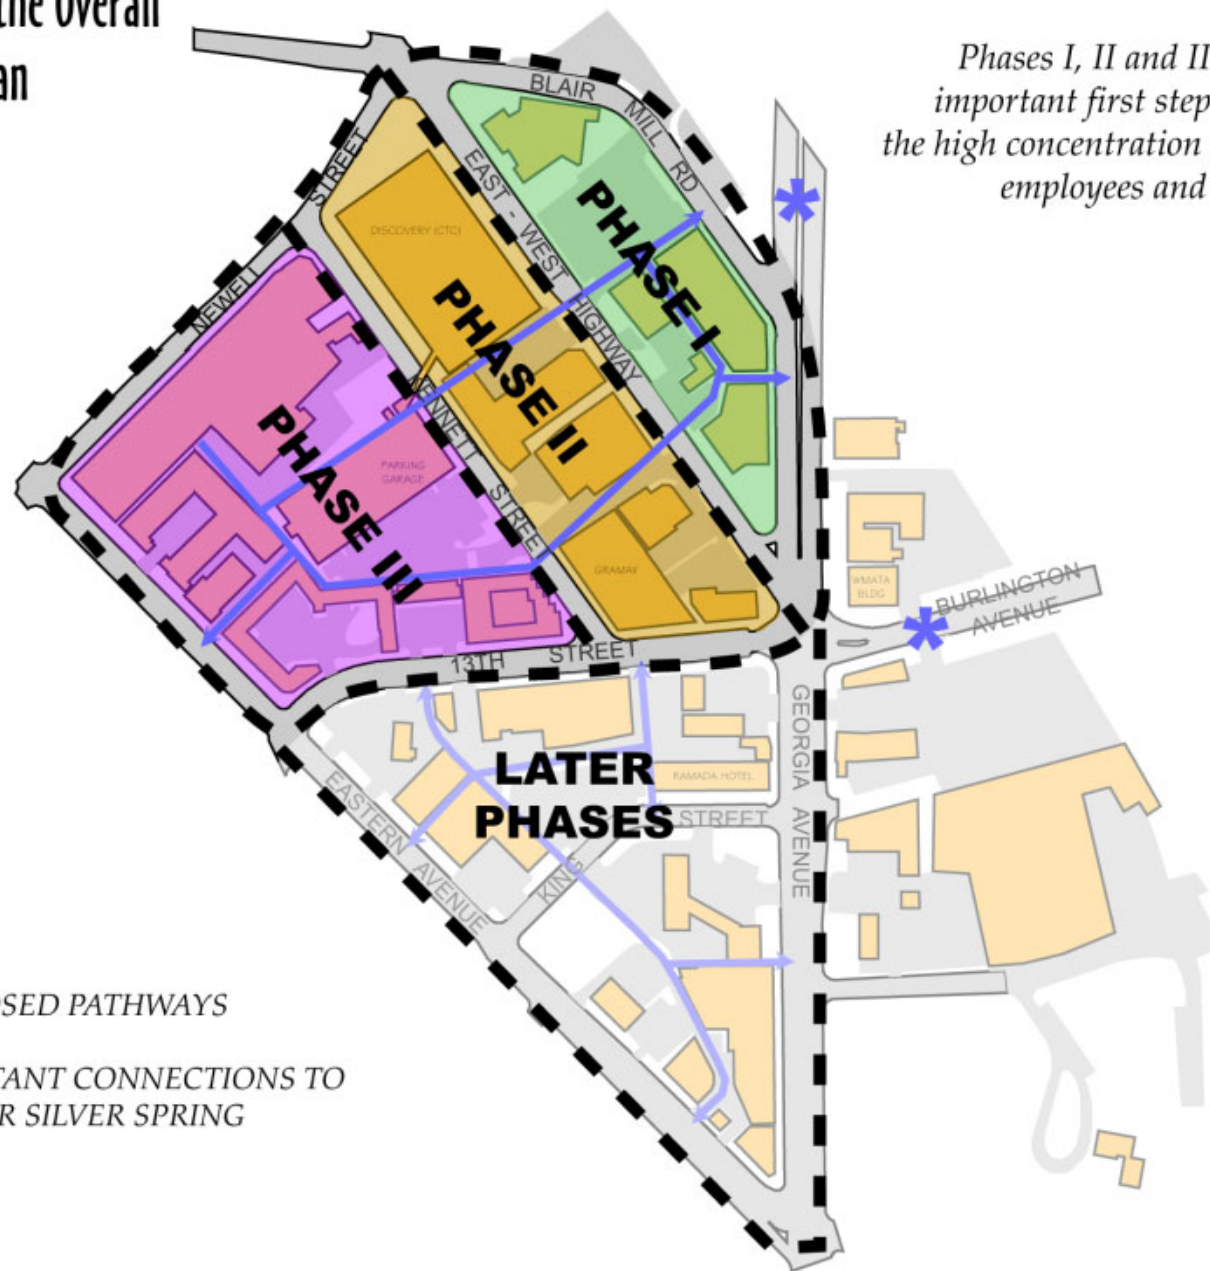 the Overall
an
Phases I, II and II
important first step
the high concentration
employees and
BLAIR MILL RD
STREET
EAST - WEST HIGHWAY
PHASE I
DISCOVERY (CTC)
NEWELL
PHASE II
KENNETT STREE
PHASE III
PARKING
GARAGE
GRAMAX
WMATA
BLDG
BURLINGTON
AVENUE
13TH STREET
GEORGIA AVENUE
LATER
PHASES
RAMADA HOTEL
STREET
EASTERN AVENUE
KING
OSED PATHWAYS
TANT CONNECTIONS TO
R SILVER SPRING